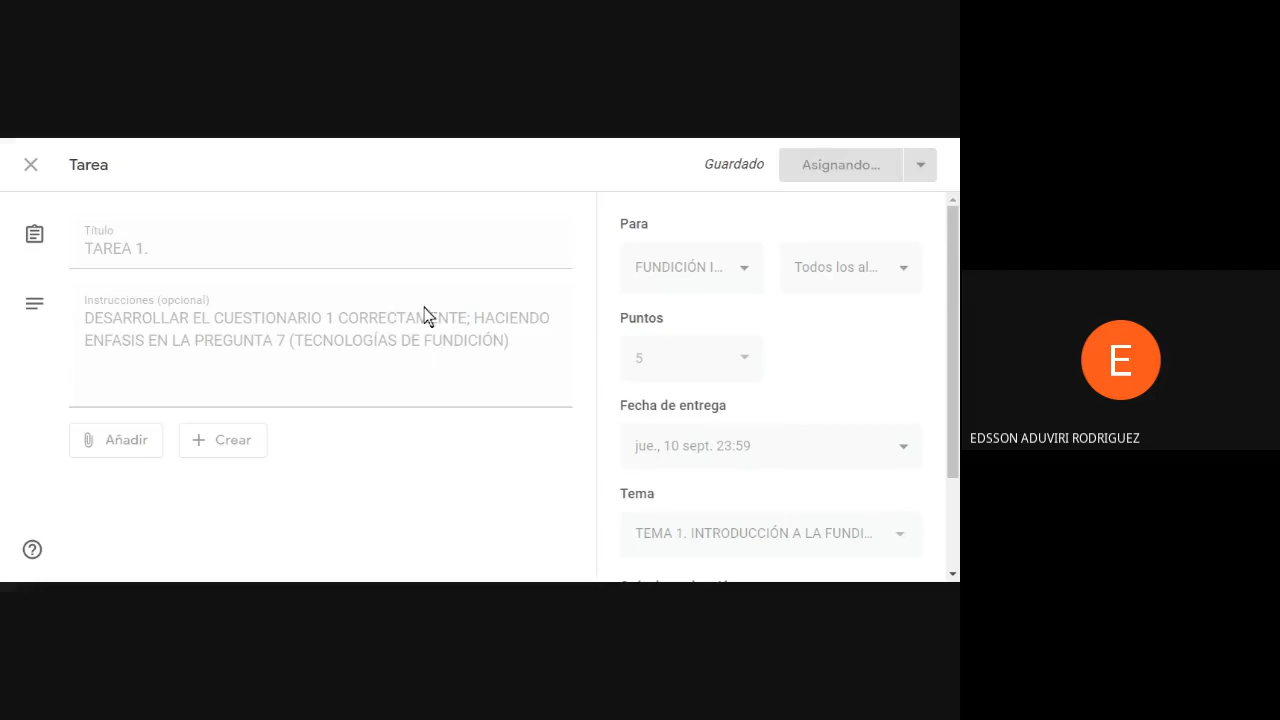 Tarea
Guardado
Asignando...
Título
TAREA 1.
Instrucciones (opcional)
DESARROLLAR EL CUESTIONARIO 1 CORRECTAMENTE; HACIENDO
ENFASIS EN LA PREGUNTA 7 (TECNOLOGÍAS DE FUNDICIÓN)
Añadir
Crear
Para
FUNDICIÓN I...
Todos los al...
Puntos
5
Fecha de entrega
jue., 10 sept. 23:59
Tema
TEMA 1. INTRODUCCIÓN A LA FUNDI...
E
EDSSON ADUVIRI RODRIGUEZ